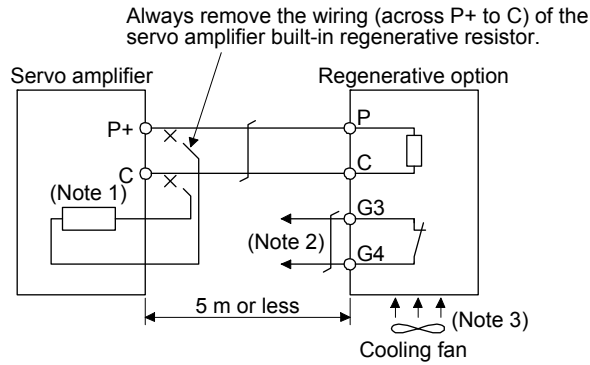 Always remove the wiring (across P+ to C) of the
servo amplifier built-in regenerative resistor.
Servo amplifier
Regenerative option
P+
P
C
C
(Note 1)
G3
(Note 2)
G4
5 m or less
(Note 3)
Cooling fan